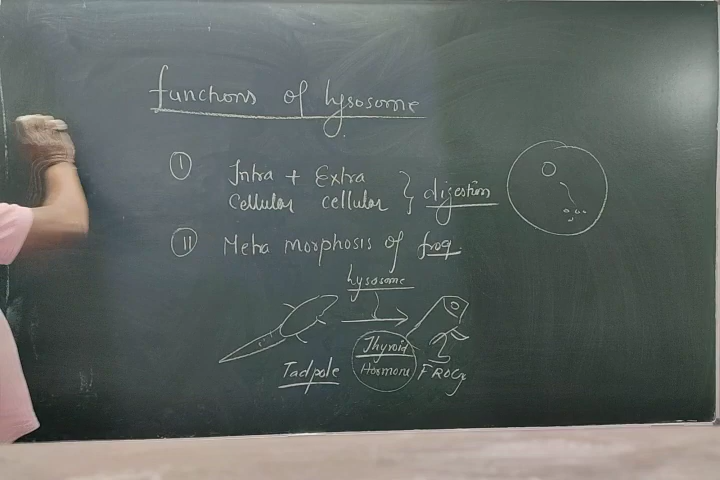 functions of lysosome
I Intra + Extra
cellular cellular } digestion
II Meta morphosis of frog.
lysosome
Thyroid
Tadpole Hormone FROG